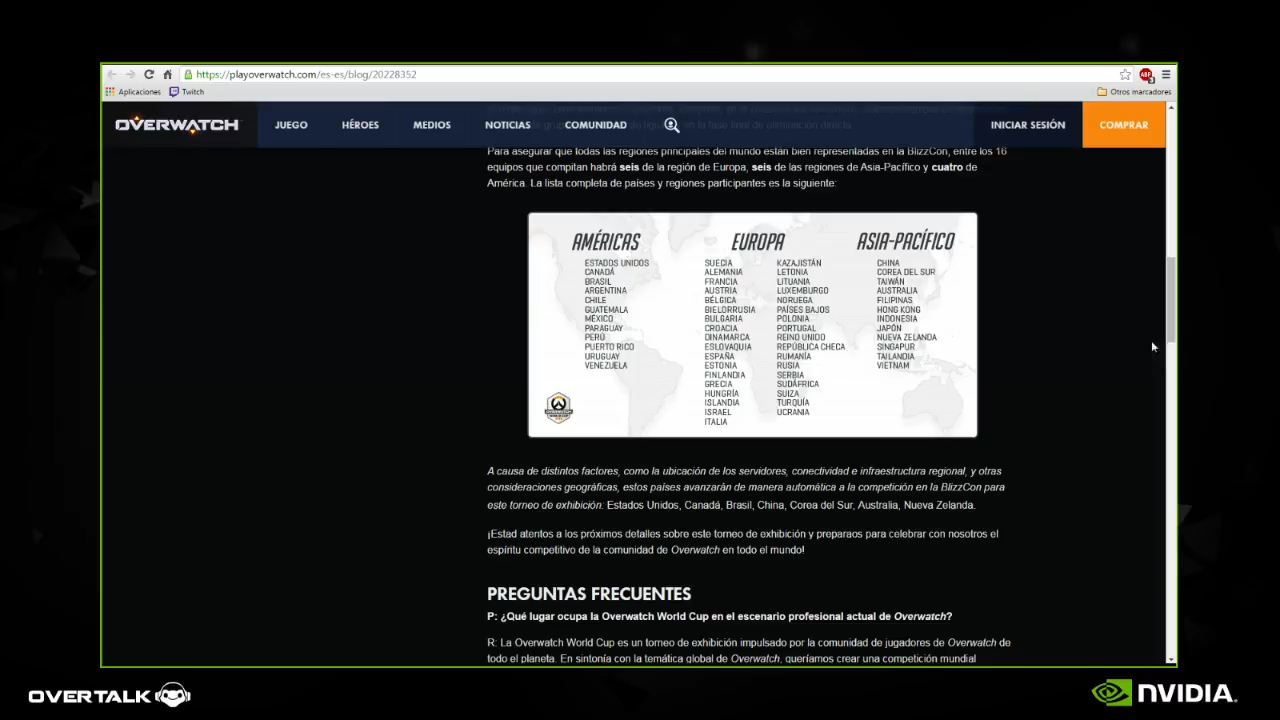 https://playoverwatch.com/es-es/blog/20228352
ABP
Aplicaciones
Twitch
Otros marcadores
OVERWATCH
JUEGO
HÉROES
MEDIOS
NOTICIAS
COMUNIDAD
INICIAR SESIÓN
COMPRAR
en la fase final de eliminación directa.
Para asegurar que todas las regiones principales del mundo están bien representadas en la BlizzCon, entre los 16
equipos que compitan habrá seis de la región de Europa, seis de las regiones de Asia-Pacífico y cuatro de
América. La lista completa de países y regiones participantes es la siguiente:
AMÉRICAS
ESTADOS UNIDOS
CANADÁ
BRASIL
ARGENTINA
CHILE
GUATEMALA
MÉXICO
PARAGUAY
PERÚ
PUERTO RICO
URUGUAY
VENEZUELA
EUROPA
SUECIA
ALEMANIA
FRANCIA
AUSTRIA
BÉLGICA
BIELORRUSIA
BULGARIA
CROACIA
DINAMARCA
ESLOVAQUIA
ESPAÑA
ESTONIA
FINLANDIA
GRECIA
HUNGRÍA
ISLANDIA
ISRAEL
ITALIA
KAZAJISTÁN
LETONIA
LITUANIA
LUXEMBURGO
NORUEGA
PAÍSES BAJOS
POLONIA
PORTUGAL
REINO UNIDO
REPÚBLICA CHECA
RUMANÍA
RUSIA
SERBIA
SUDÁFRICA
SUIZA
TURQUÍA
UCRANIA
ASIA-PACÍFICO
CHINA
COREA DEL SUR
TAIWÁN
AUSTRALIA
FILIPINAS
HONG KONG
INDONESIA
JAPÓN
NUEVA ZELANDA
SINGAPUR
TAILANDIA
VIETNAM
A causa de distintos factores, como la ubicación de los servidores, conectividad e infraestructura regional, y otras
consideraciones geográficas, estos países avanzarán de manera automática a la competición en la BlizzCon para
este torneo de exhibición: Estados Unidos, Canadá, Brasil, China, Corea del Sur, Australia, Nueva Zelanda.
¡Estad atentos a los próximos detalles sobre este torneo de exhibición y preparaos para celebrar con nosotros el
espíritu competitivo de la comunidad de Overwatch en todo el mundo!
PREGUNTAS FRECUENTES
P: ¿Qué lugar ocupa la Overwatch World Cup en el escenario profesional actual de Overwatch?
R: La Overwatch World Cup es un torneo de exhibición impulsado por la comunidad de jugadores de Overwatch de
todo el planeta. En sintonía con la temática global de Overwatch, queríamos crear una competición mundial
OVERTALK
NVIDIA.